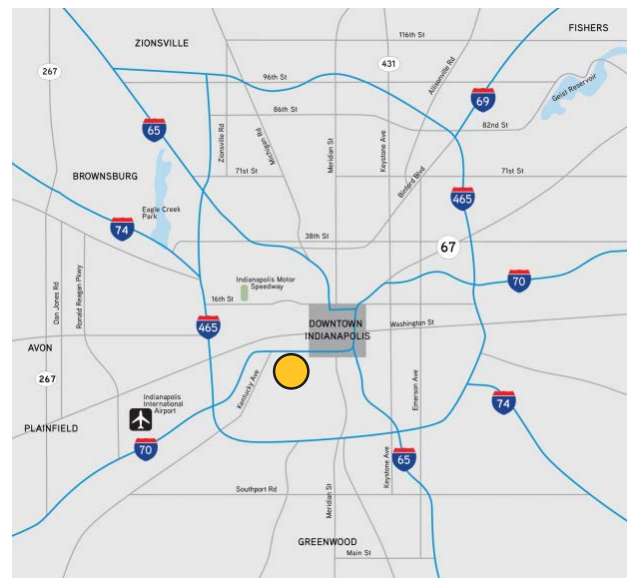 FISHERS
116th St
ZIONSVILLE
431
Allisonville Rd
267
96th St
Geist Reservoir
69
86th St
65
Zionsville Rd
Michigan Rd
Meridian St
Keystone Ave
82nd St
Binford Blvd
71st St
71st St
BROWNSBURG
465
Eagle Creek
Park
74
38th St
67
Dan Jones Rd
Ronald Reagan Pkwy
Indianapolis Motor
Speedway
70
16th St
465
DOWNTOWN
INDIANAPOLIS
Washington St
AVON
267
Kentucky Ave
Emerson Ave
Indianapolis
International
Airport
74
PLAINFIELD
70
65
Keystone Ave
Southport Rd
Meridian St
GREENWOOD
Main St